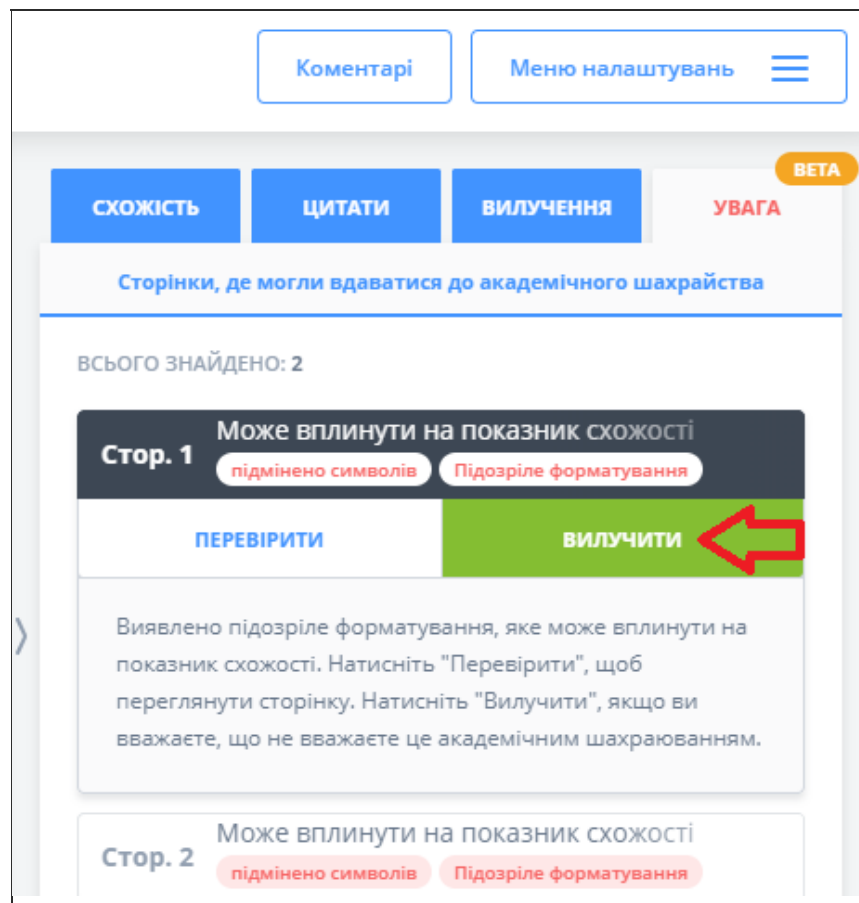 Коментарі
Меню налаштувань
BETA
СХОЖІСТЬ
ЦИТАТИ
ВИЛУЧЕННЯ
УВАГА
Сторінки, де могли вдаватися до академічного шахрайства
ВСЬОГО ЗНАЙДЕНО: 2
Стор. 1
Може вплинути на показник схожості
підмінено символів
Підозріле форматування
ПЕРЕВІРИТИ
ВИЛУЧИТИ
Виявлено підозріле форматування, яке може вплинути на
показник схожості. Натисніть "Перевірити", щоб
переглянути сторінку. Натисніть "Вилучити", якщо ви
вважаєте, що не вважаєте це академічним шахраюванням.
Стор. 2
Може вплинути на показник схожості
підмінено символів
Підозріле форматування